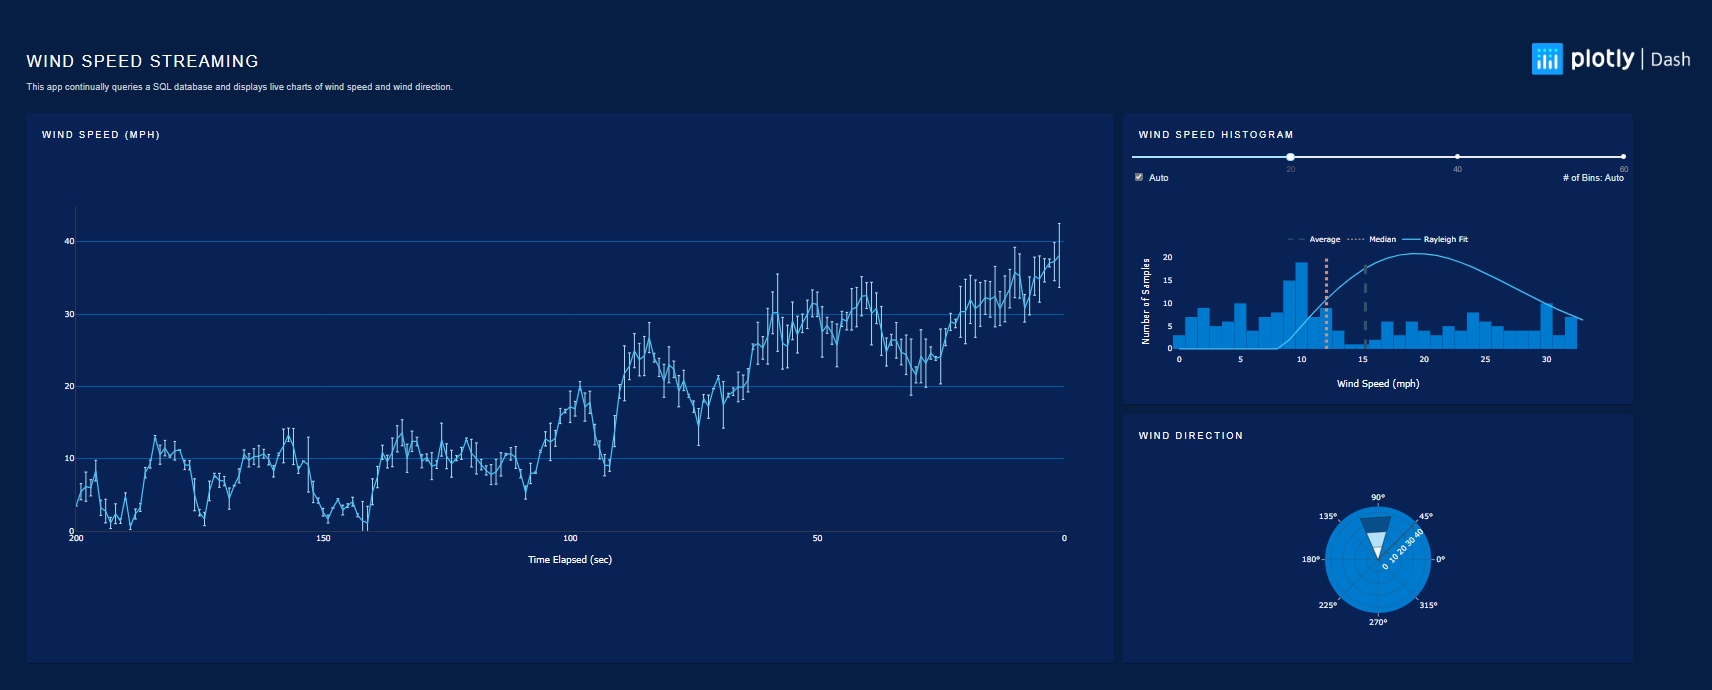 WIND SPEED STREAMING
plotly | Dash
This app continually queries a SQL database and displays live charts of wind speed and wind direction.
WIND SPEED (MPH)
40
30
20
10
0
200 150 100 50 0
Time Elapsed (sec)
WIND SPEED HISTOGRAM
20 40 60
Auto
# of Bins: Auto
Average Median Rayleigh Fit
Number of Samples
20
15
10
5
0
0 5 10 15 20 25 30
Wind Speed (mph)
WIND DIRECTION
90°
135° 45°
0 10 20 30 40
180° 0°
225° 315°
270°